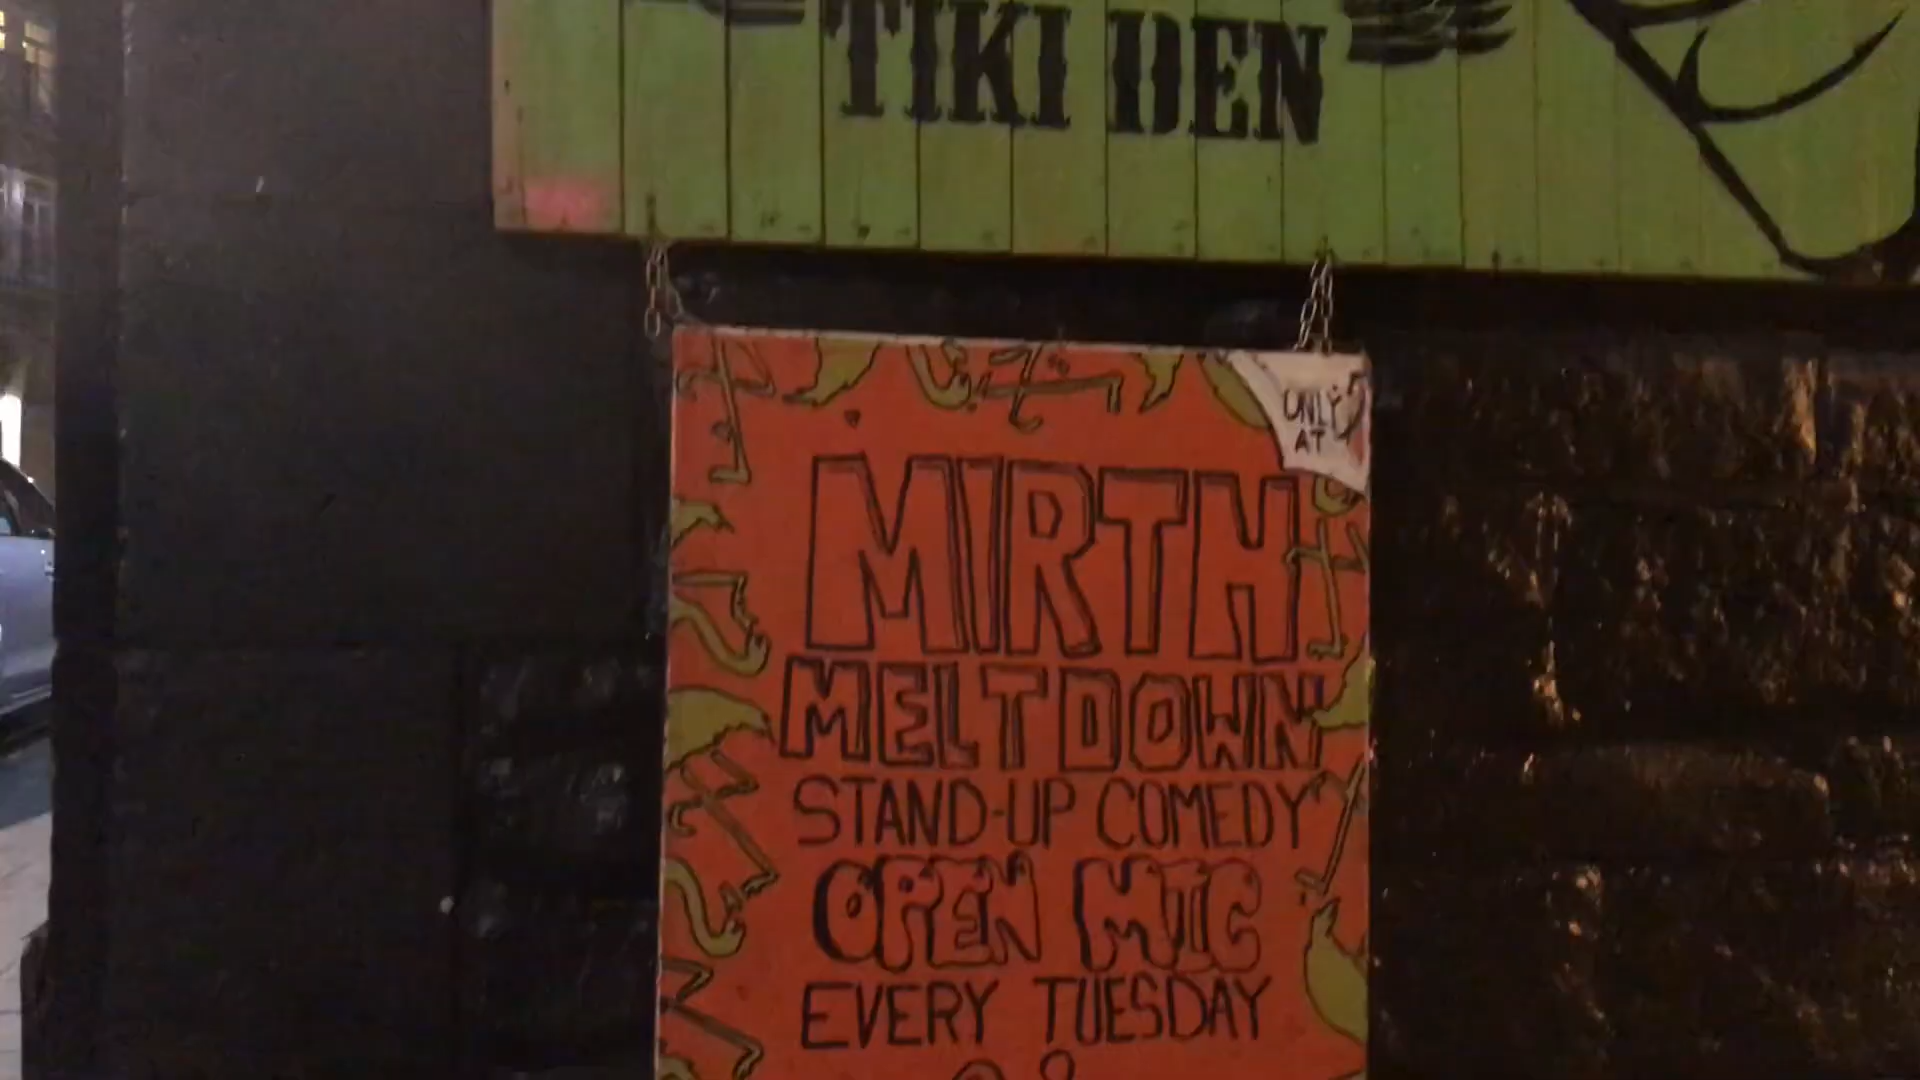 TIKI DEN
ONLY
AT
MIRTH
MELTDOWN
STAND-UP COMEDY
OPEN MIC
EVERY TUESDAY